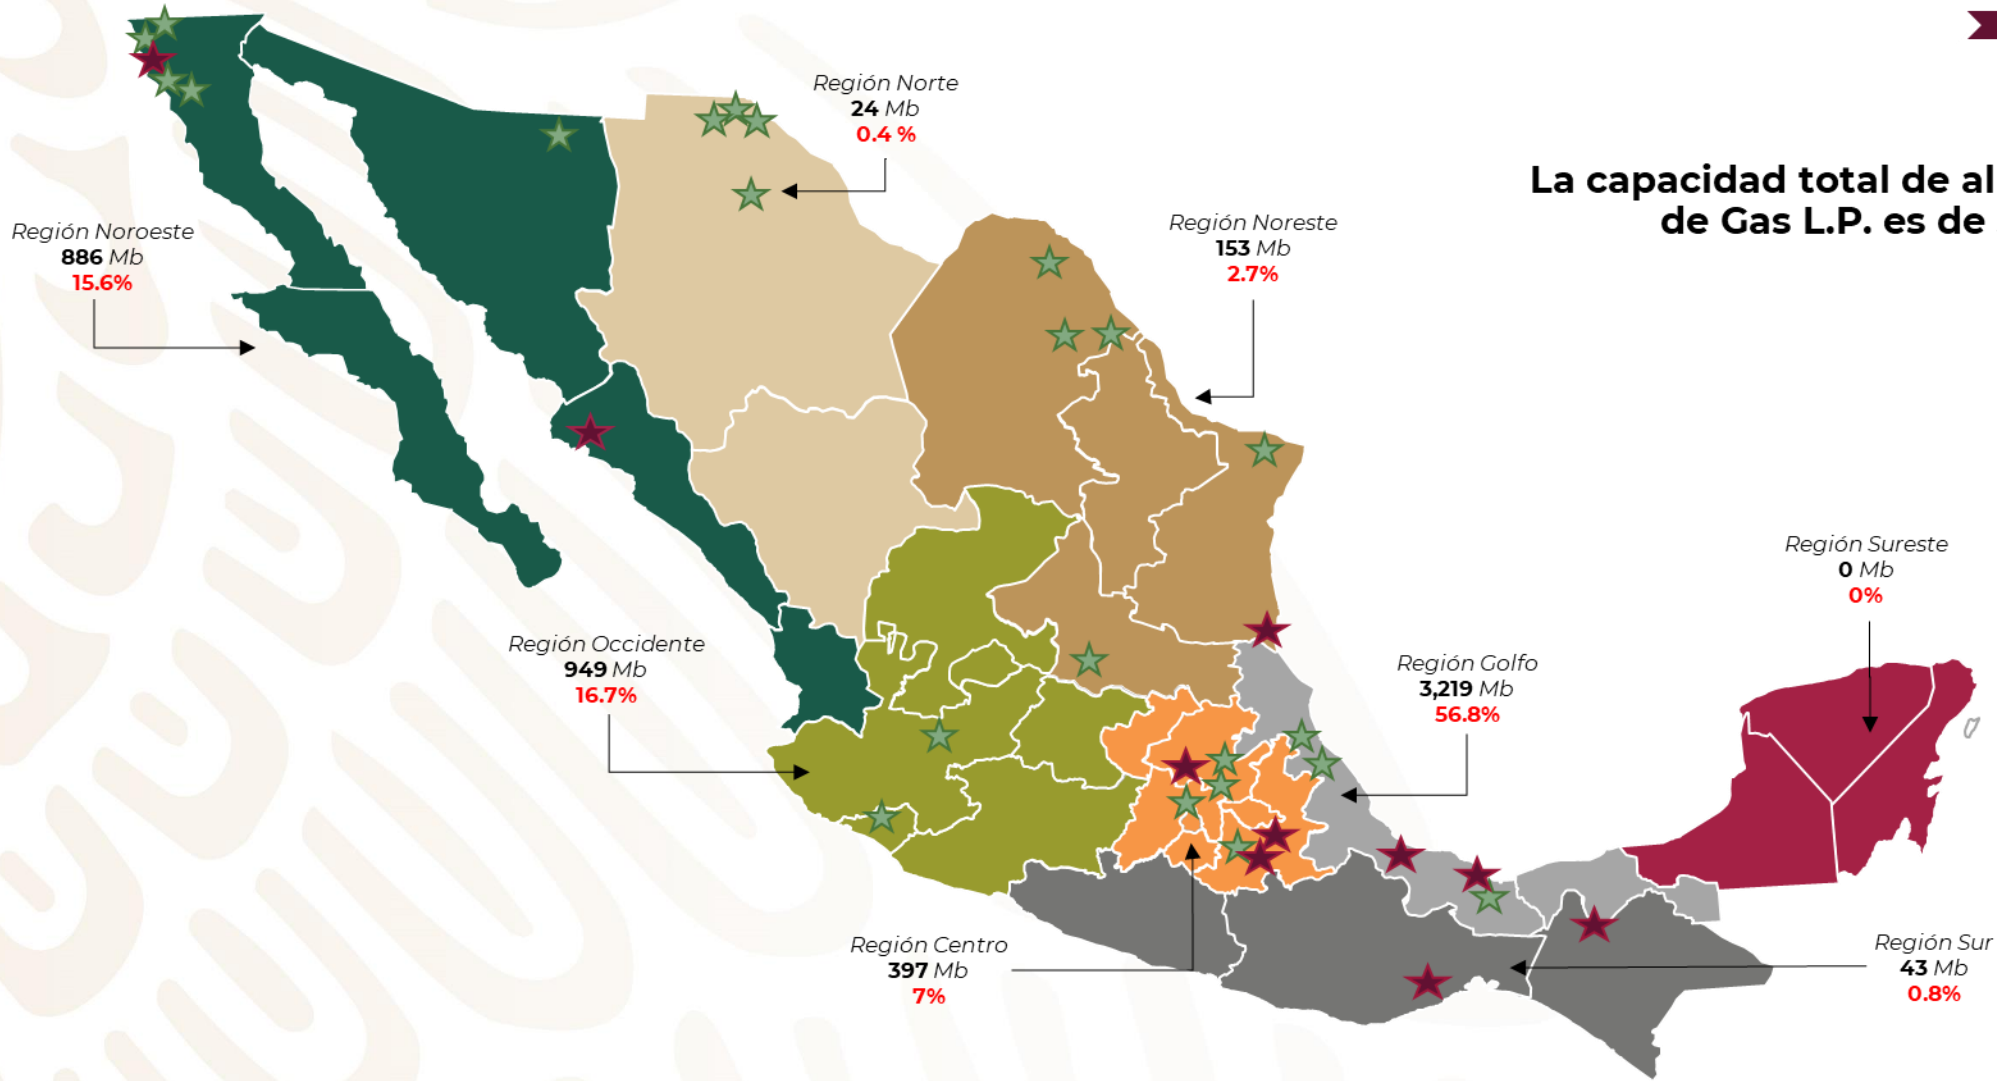 Región Norte
24 Mb
0.4 %
La capacidad total de al
de Gas L.P. es de
Región Noroeste
886 Mb
15.6%
Región Noreste
153 Mb
2.7%
Región Sureste
0 Mb
0%
Región Occidente
949 Mb
16.7%
Región Golfo
3,219 Mb
56.8%
Región Centro
397 Mb
7%
Región Sur
43 Mb
0.8%